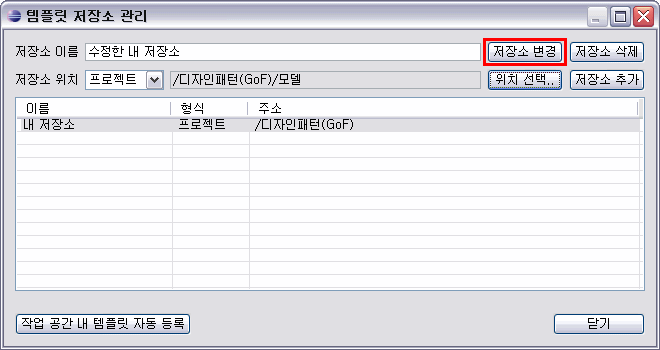 템플릿 저장소 관리
저장소 이름 수정한 내 저장소 저장소 변경 저장소 삭제
저장소 위치 프로젝트 /디자인패턴(GoF)/모델 위치 선택.. 저장소 추가
이름 형식 주소
내 저장소 프로젝트 /디자인패턴(GoF)
작업 공간 내 템플릿 자동 등록 닫기